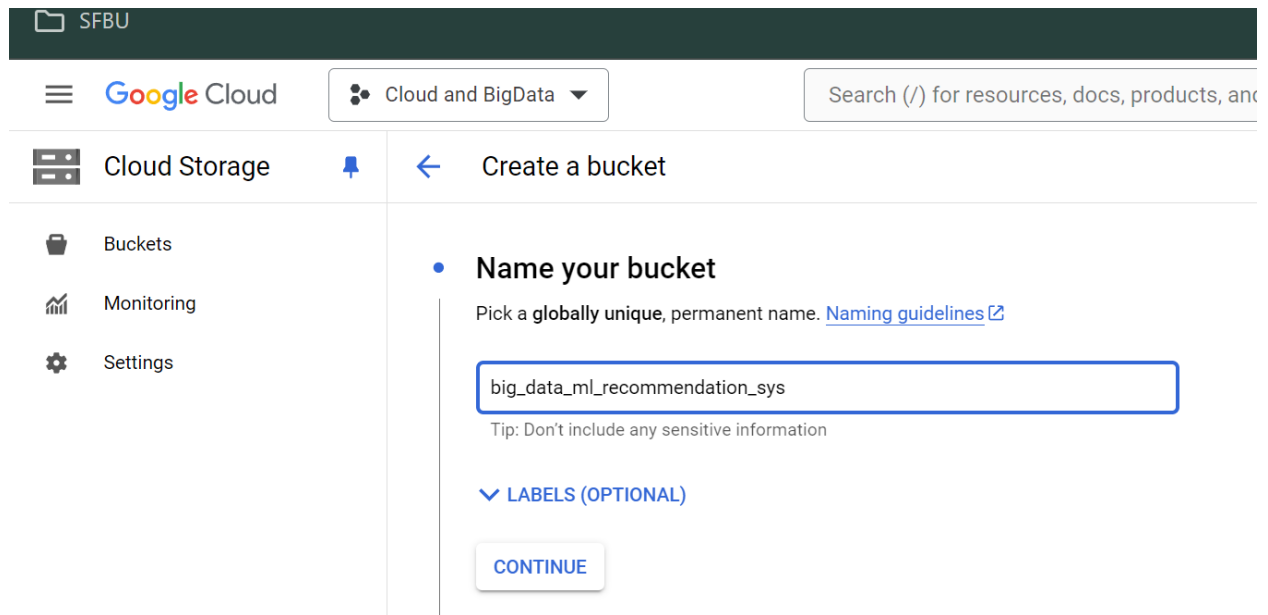 SFBU
Google Cloud
Cloud and BigData
Search (/) for resources, docs, products, and
Cloud Storage
Create a bucket
Buckets
Monitoring
Settings
Name your bucket
Pick a globally unique, permanent name. Naming guidelines
big_data_ml_recommendation_sys
Tip: Don't include any sensitive information
LABELS (OPTIONAL)
CONTINUE